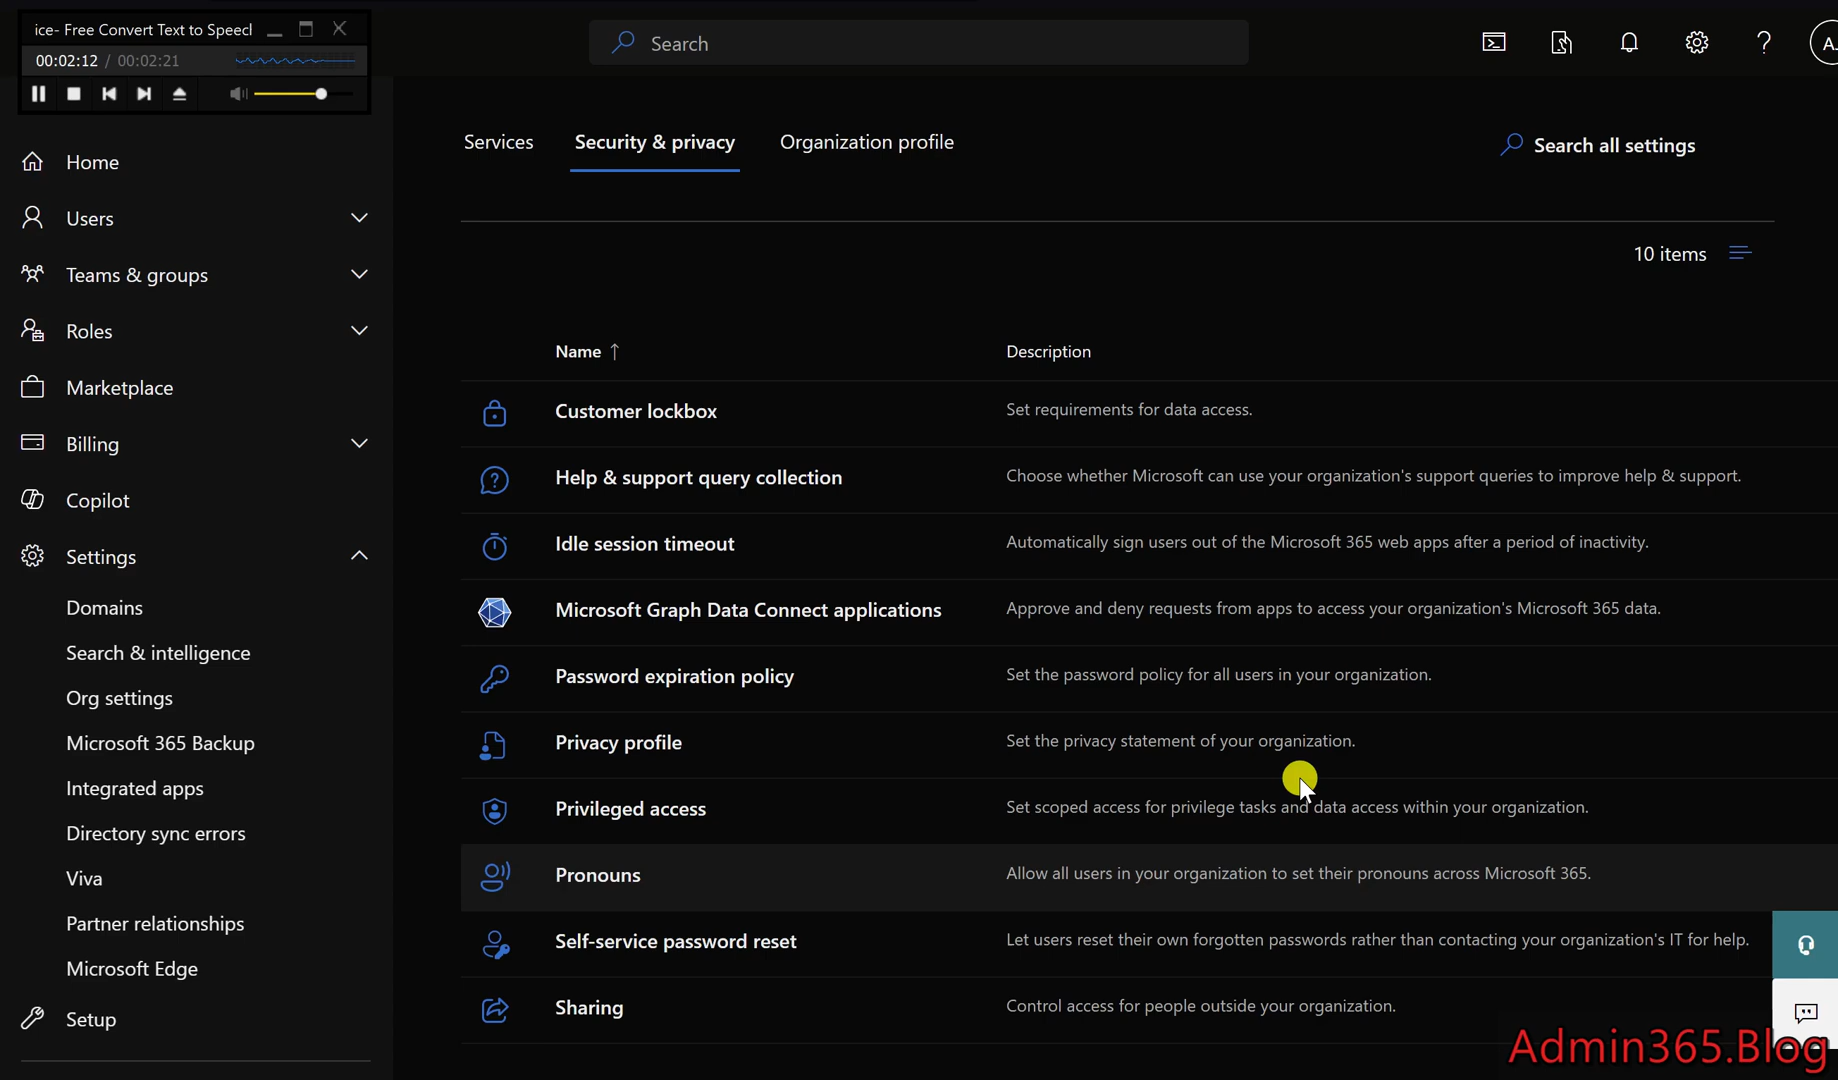 ice- Free Convert Text to Speecl
00:02:12 / 00:02:21
Search
Home
Users
Teams & groups
Roles
Marketplace
Billing
Copilot
Settings
Domains
Search & intelligence
Org settings
Microsoft 365 Backup
Integrated apps
Directory sync errors
Viva
Partner relationships
Microsoft Edge
Setup
Services Security & privacy Organization profile
Search all settings
10 items
Name ↑ Description
Customer lockbox Set requirements for data access.
Help & support query collection Choose whether Microsoft can use your organization's support queries to improve help & support.
Idle session timeout Automatically sign users out of the Microsoft 365 web apps after a period of inactivity.
Microsoft Graph Data Connect applications Approve and deny requests from apps to access your organization's Microsoft 365 data.
Password expiration policy Set the password policy for all users in your organization.
Privacy profile Set the privacy statement of your organization.
Privileged access Set scoped access for privilege tasks and data access within your organization.
Pronouns Allow all users in your organization to set their pronouns across Microsoft 365.
Self-service password reset Let users reset their own forgotten passwords rather than contacting your organization's IT for help.
Sharing Control access for people outside your organization.
Admin365.Blog